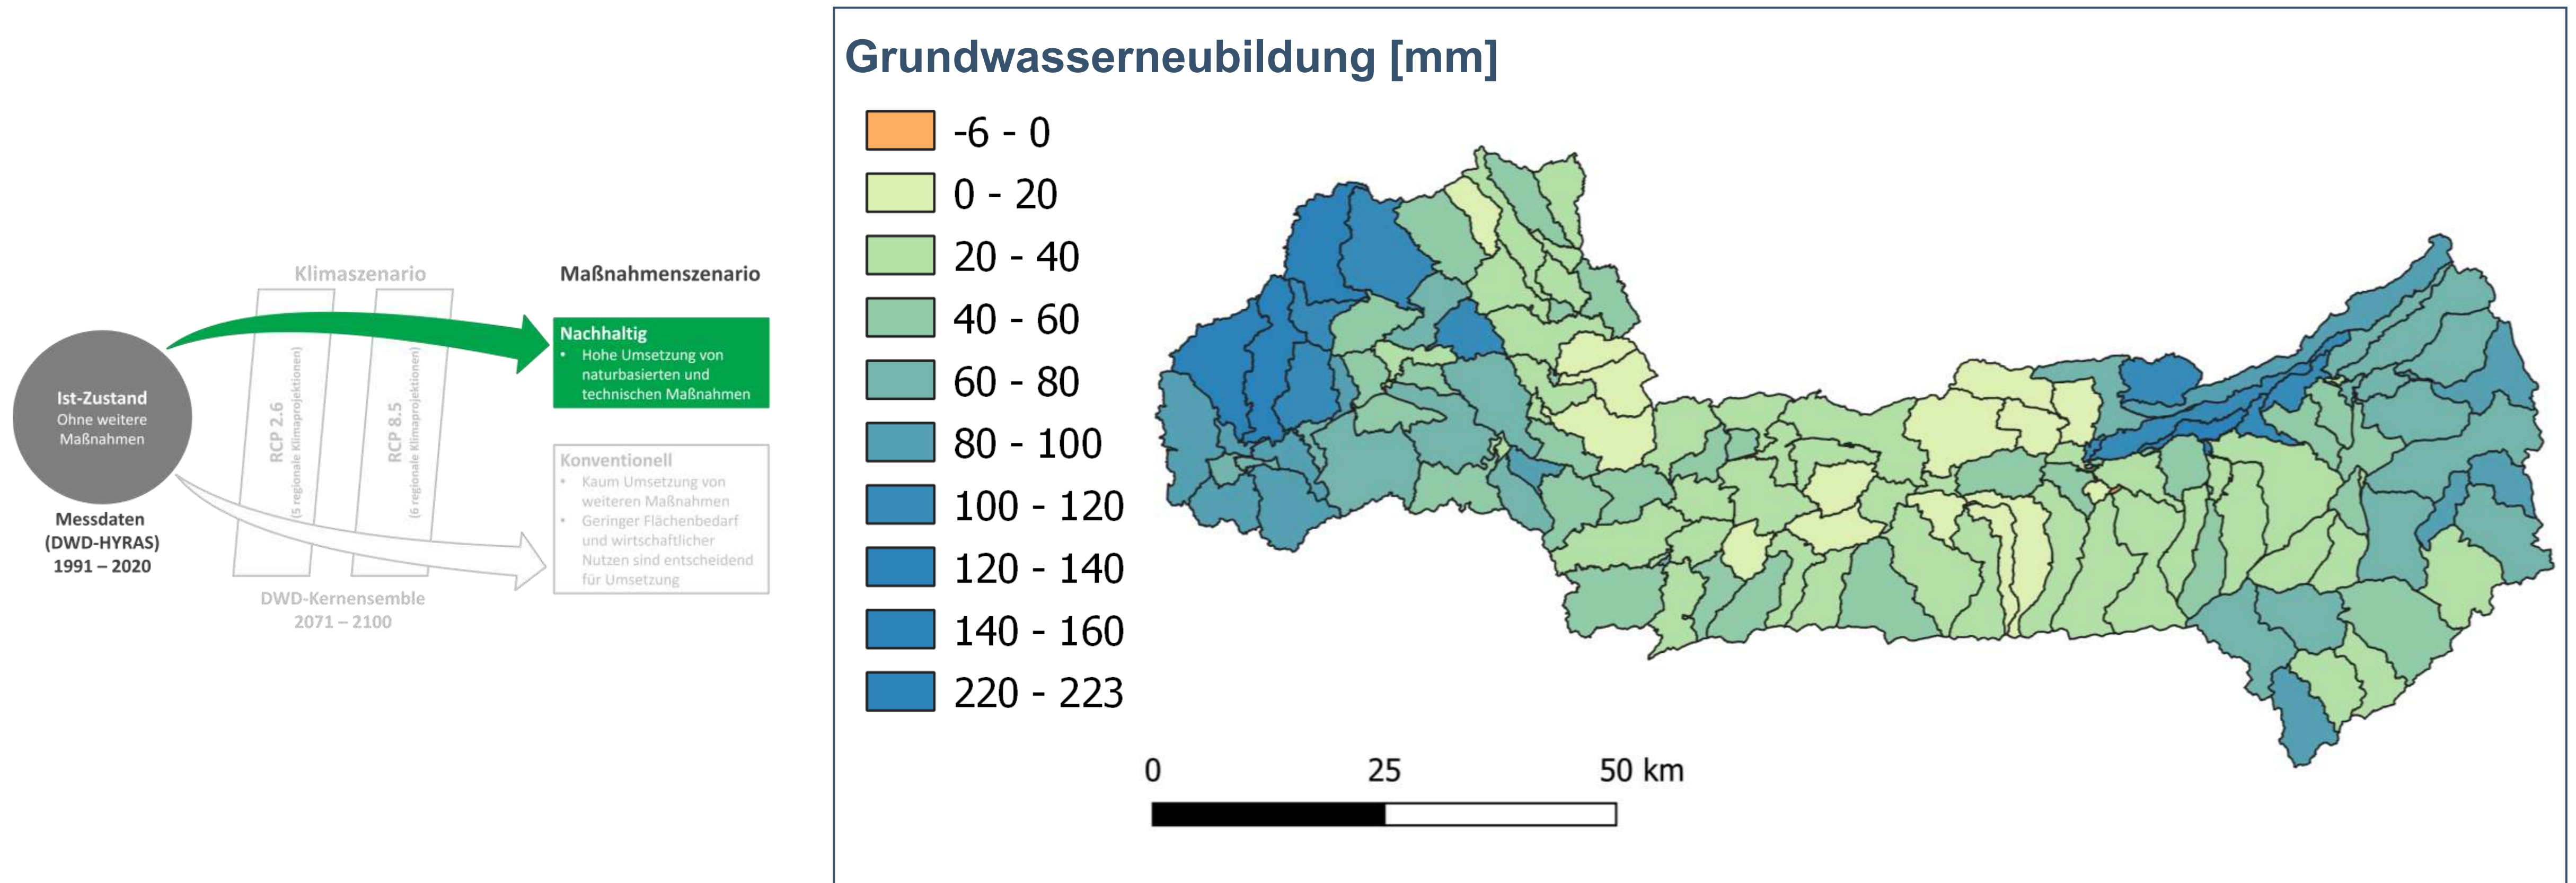 Klimaszenario
Maßnahmenszenario
Ist-Zustand
Ohne weitere
Maßnahmen
Messdaten
(DWD-HYRAS)
1991 – 2020
RCP 2.6
(5 regionale Klimaprojektionen)
RCP 8.5
(6 regionale Klimaprojektionen)
DWD-Kernensemble
2071 – 2100
Nachhaltig
• Hohe Umsetzung von
naturbasierten und
technischen Maßnahmen
Konventionell
• Kaum Umsetzung von
weiteren Maßnahmen
• Geringer Flächenbedarf
und wirtschaftlicher
Nutzen sind entscheidend
für Umsetzung
Grundwasserneubildung [mm]
-6 - 0
0 - 20
20 - 40
40 - 60
60 - 80
80 - 100
100 - 120
120 - 140
140 - 160
220 - 223
0 25 50 km